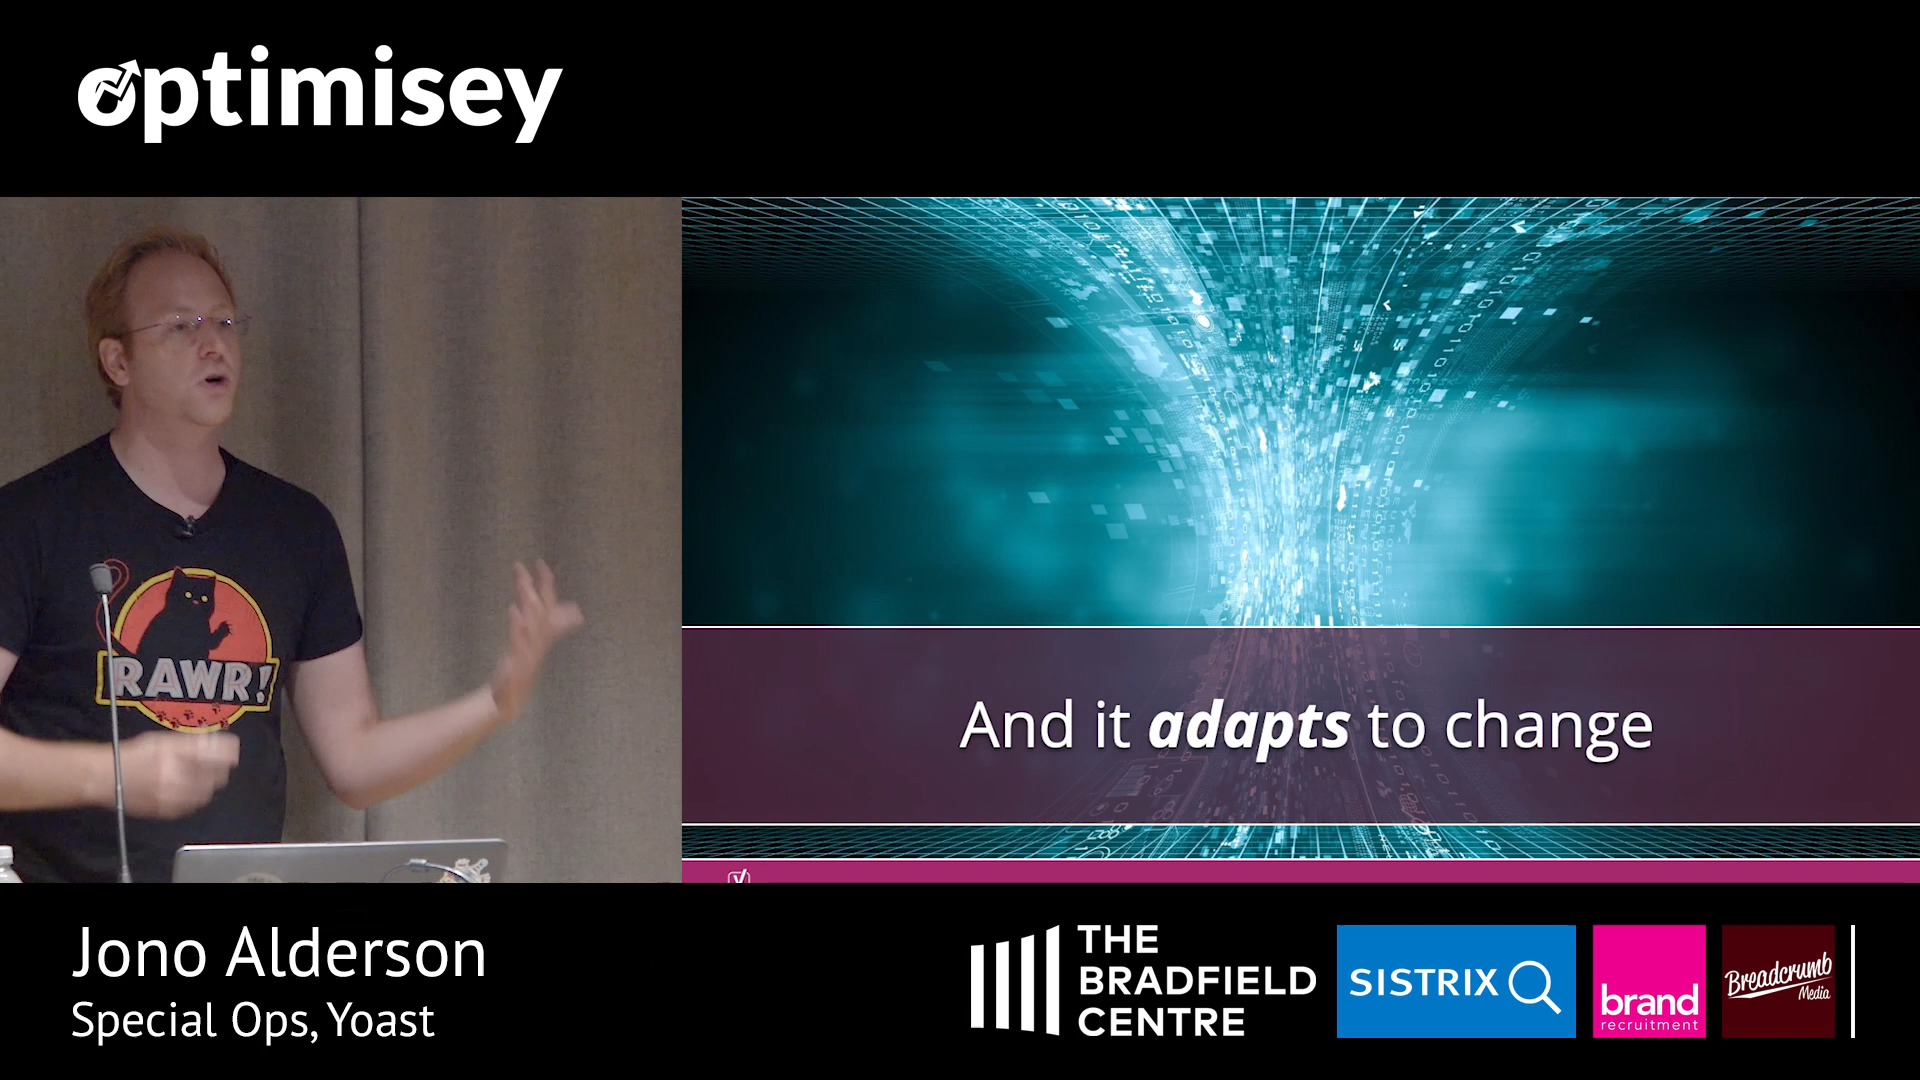 optimisey
RAWR!
And it adapts to change
Jono Alderson
Special Ops, Yoast
THE
BRADFIELD
CENTRE
SISTRIX
brand
recruitment
Breadcrumb
Media